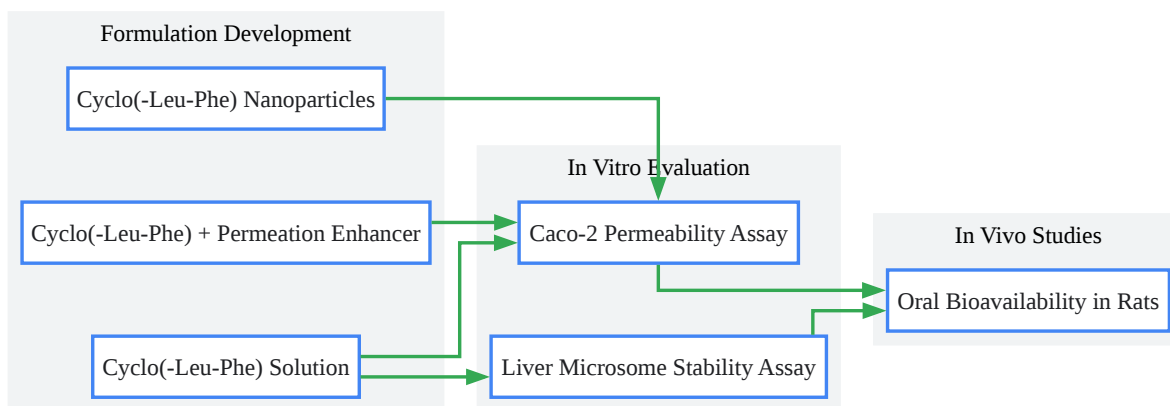 Formulation Development
Cyclo(-Leu-Phe) Nanoparticles
Cyclo(-Leu-Phe) + Permeation Enhancer
Cyclo(-Leu-Phe) Solution
In Vitro Evaluation
Caco-2 Permeability Assay
Liver Microsome Stability Assay
In Vivo Studies
Oral Bioavailability in Rats